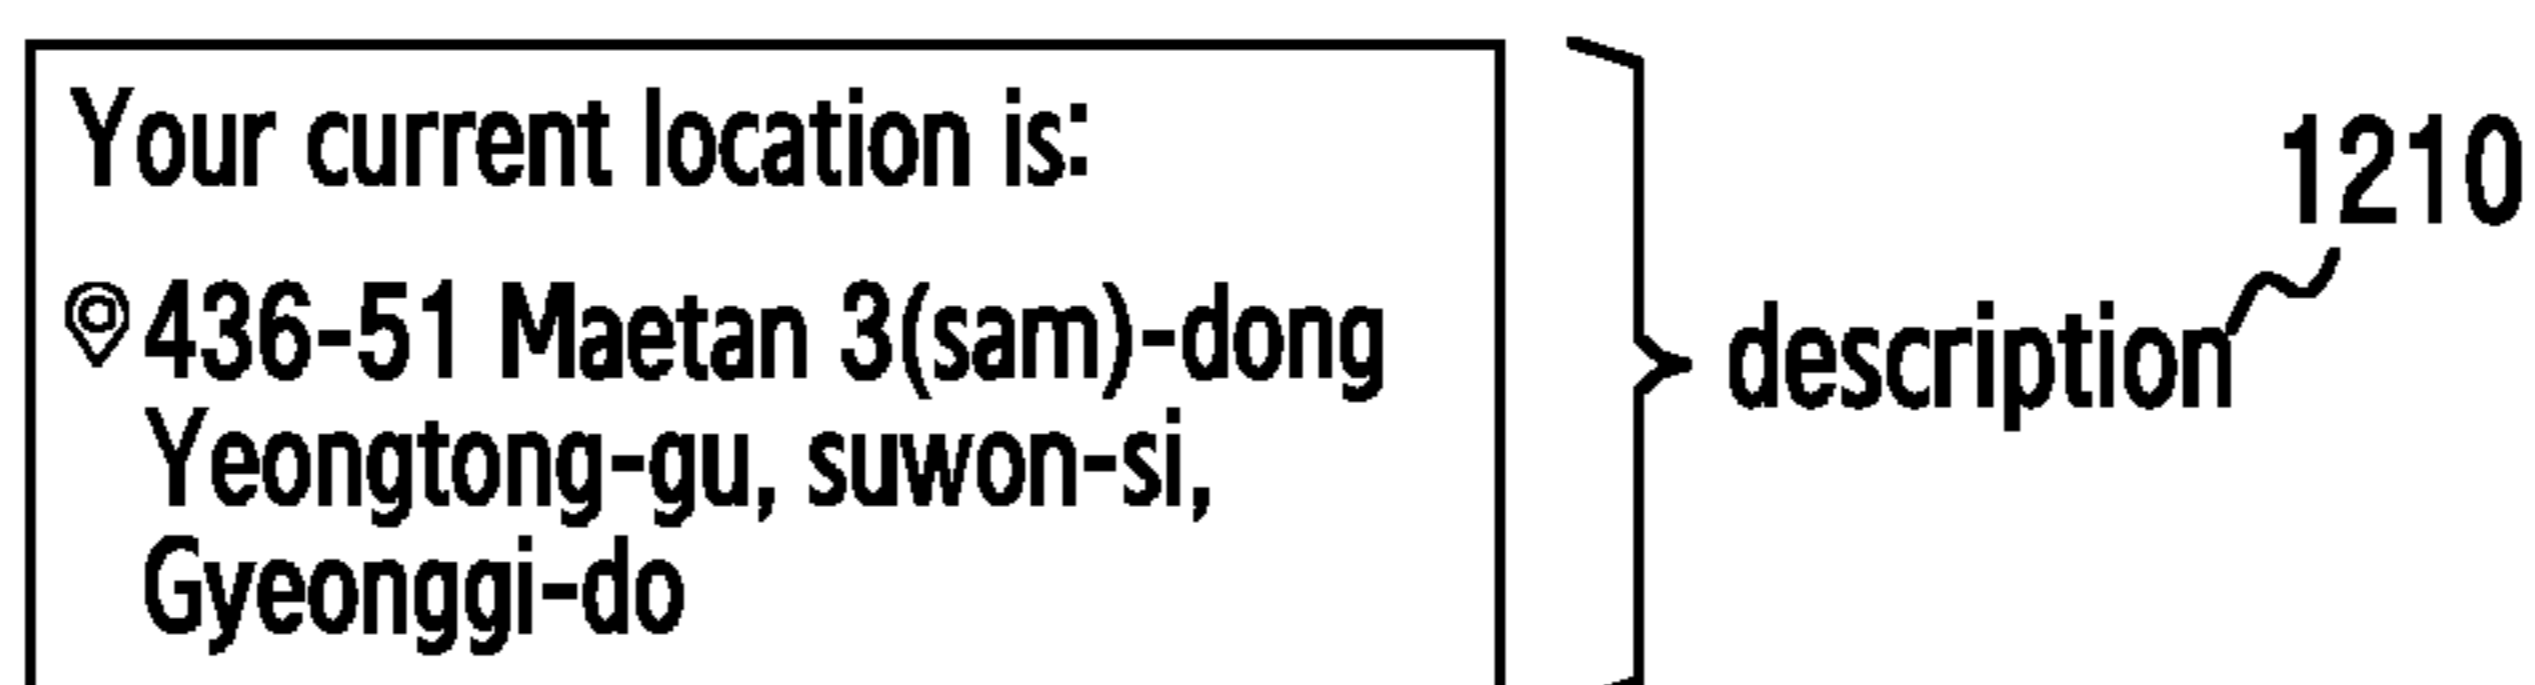 Your current location is:
436-51 Maetan 3(sam)-dong
Yeongtong-gu, suwon-si,
Gyeonggi-do
description
1210